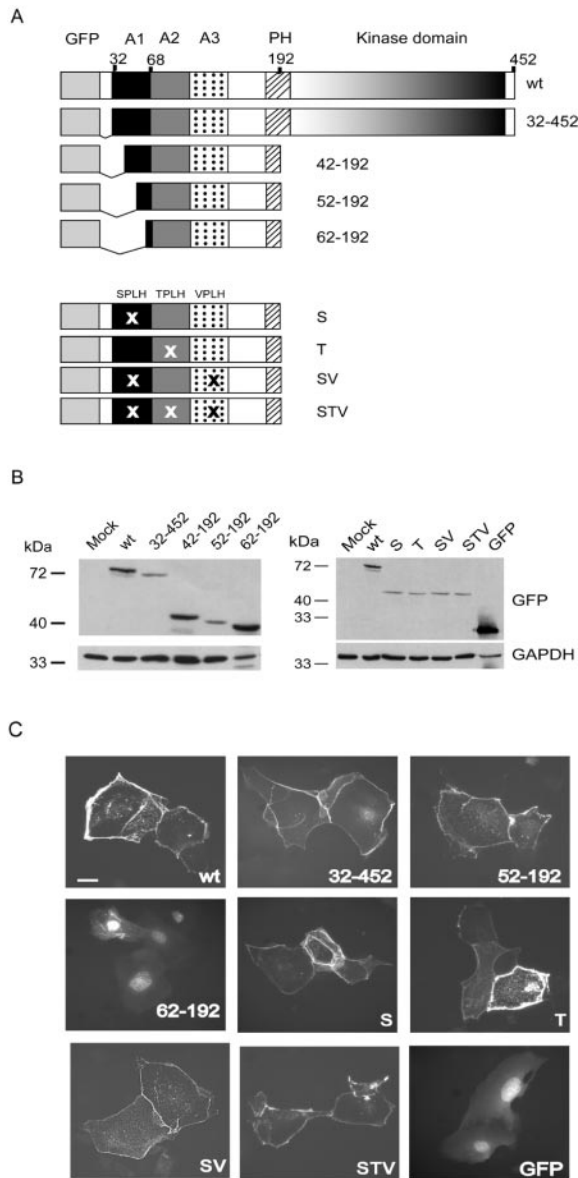 A
GFP A1 A2 A3 PH Kinase domain
32 68 192 452
wt
32-452
42-192
52-192
62-192
SPLH TPLH VPLH
X
S
X
T
X X
SV
X X X
STV
B
Mock wt 32-452 42-192 52-192 62-192
kDa
72
40
33
Mock wt S T SV STV GFP
kDa
72
40
33
33
GFP
GAPDH
C
wt
32-452
52-192
62-192
S
T
SV
STV
GFP